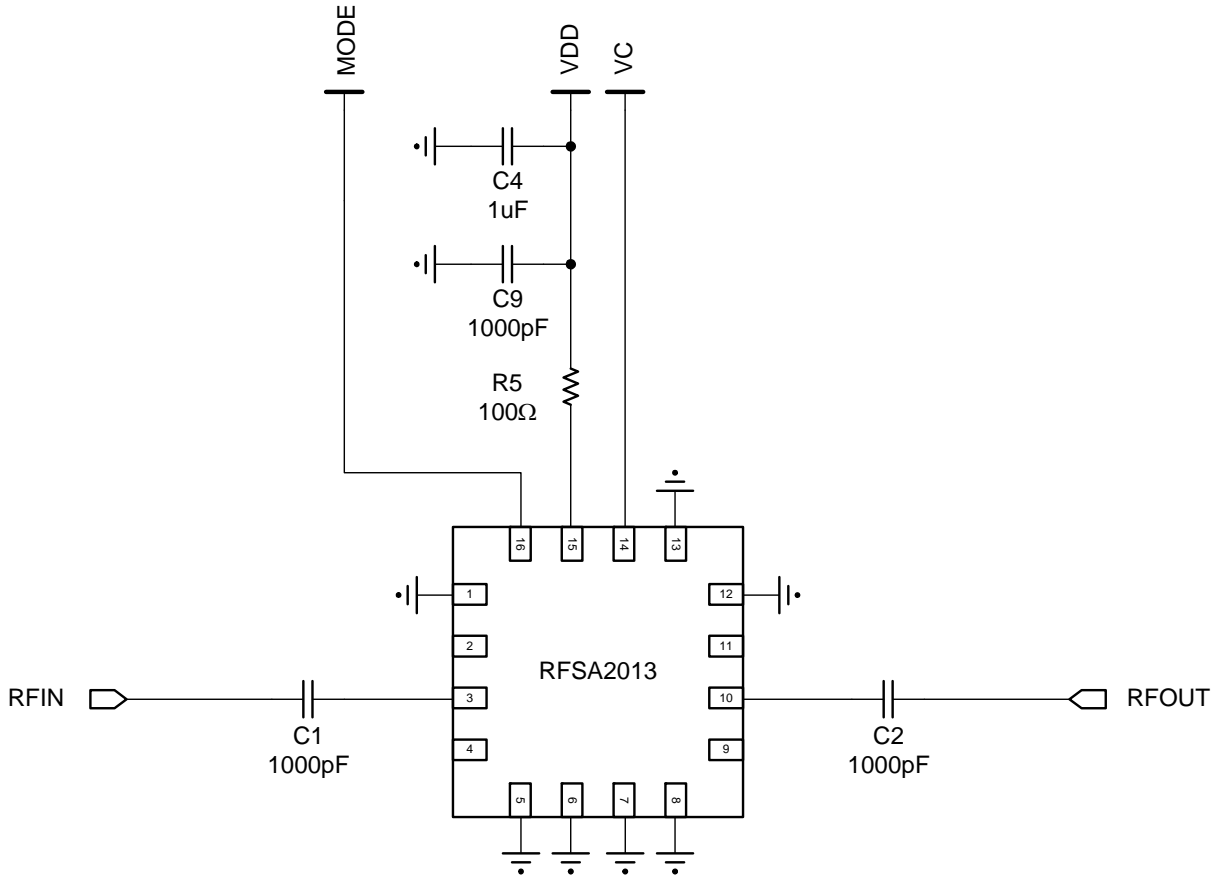 MODE
VDD
VC
C4
1uF
C9
1000pF
R5
100Ω
16
15
14
13
1
12
2
11
RFSA2013
RFIN
3
10
RFOUT
C1
1000pF
C2
1000pF
4
9
5
6
7
8